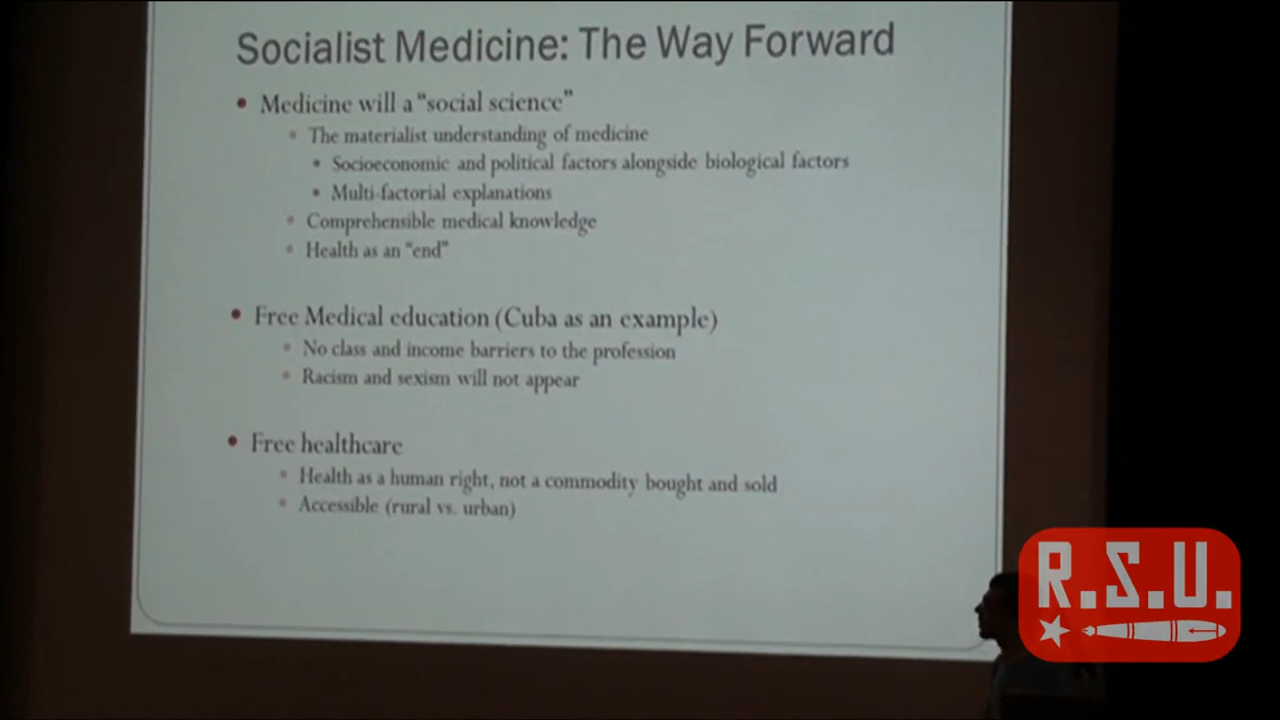 Socialist Medicine: The Way Forward
• Medicine will a “social science”
• The materialist understanding of medicine
• Socioeconomic and political factors alongside biological factors
• Multi-factorial explanations
• Comprehensible medical knowledge
• Health as an “end”
• Free Medical education (Cuba as an example)
• No class and income barriers to the profession
• Racism and sexism will not appear
• Free healthcare
• Health as a human right, not a commodity bought and sold
• Accessible (rural vs. urban)
R.S.U.